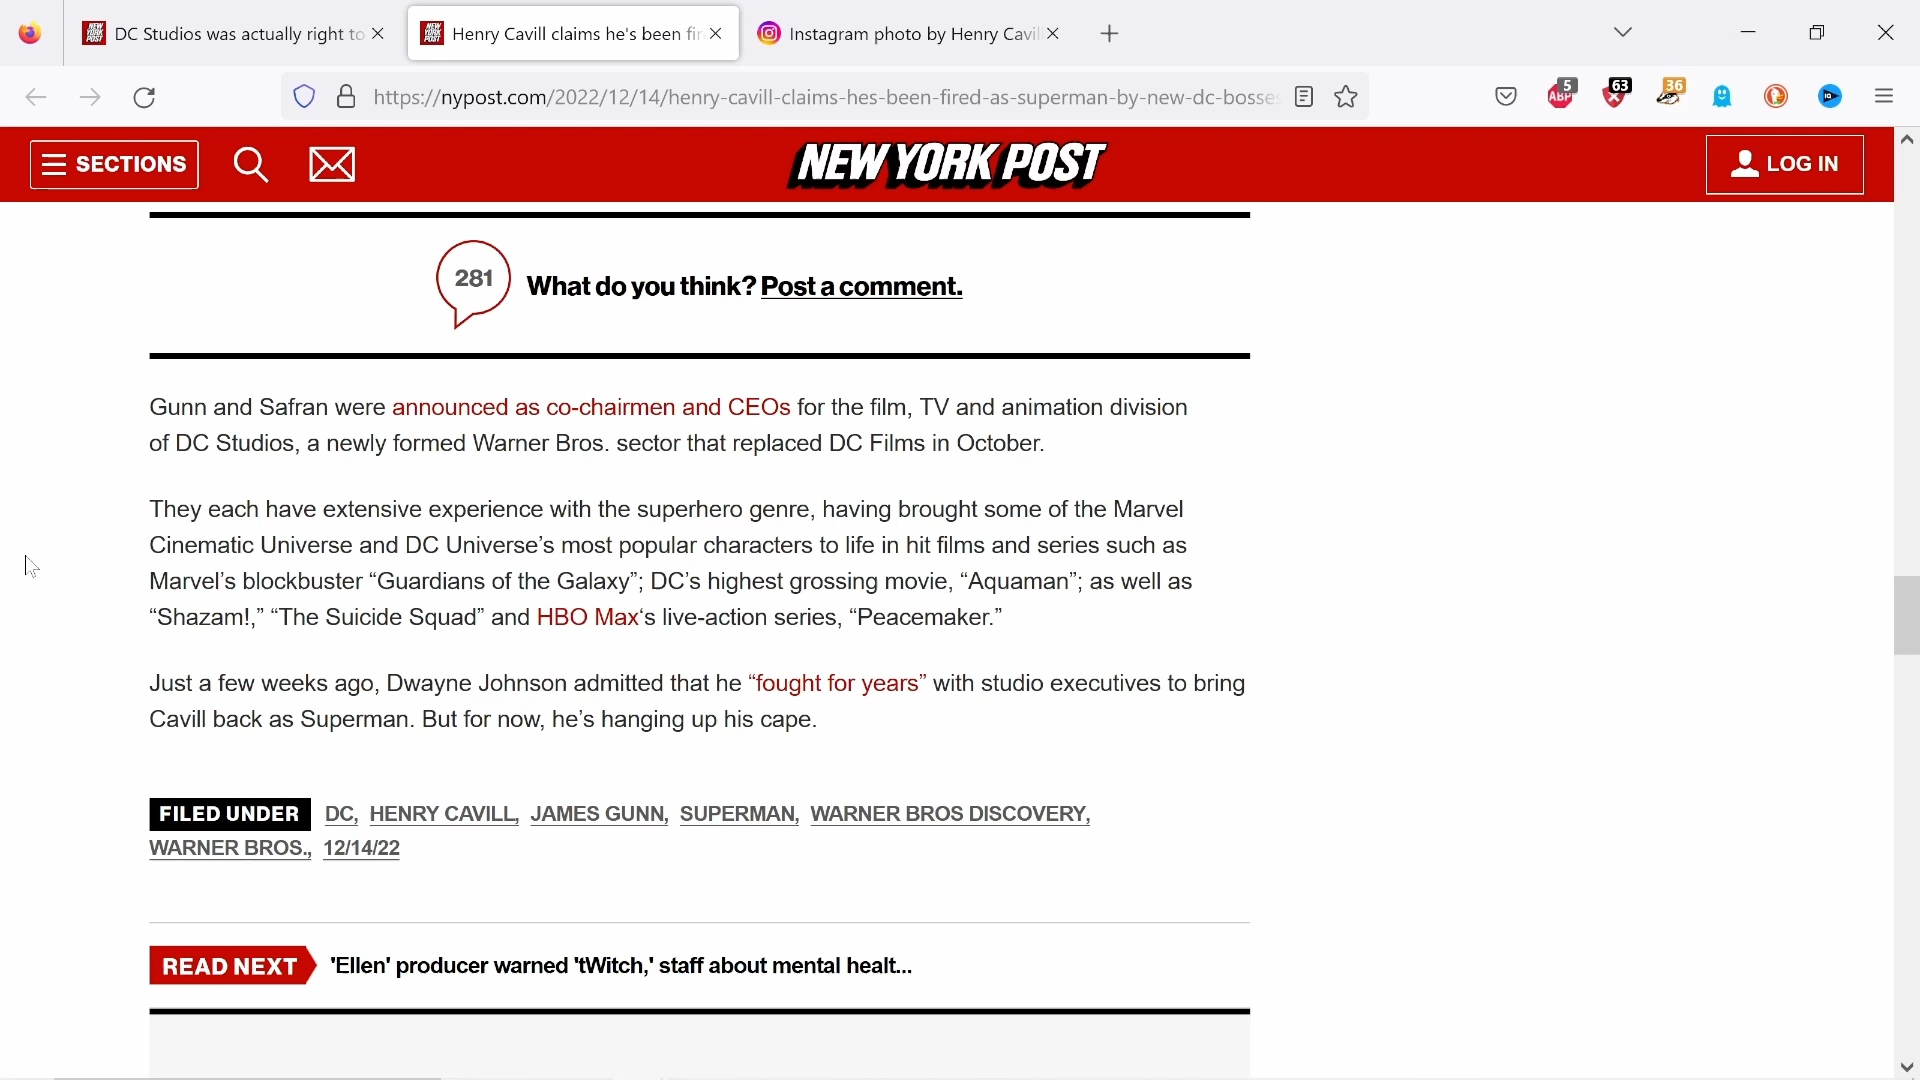 DC Studios was actually right to
Henry Cavill claims he's been fir
Instagram photo by Henry Cavil
https://nypost.com/2022/12/14/henry-cavill-claims-hes-been-fired-as-superman-by-new-dc-bosses
ABP 5 63 36
SECTIONS
NEW YORK POST
LOG IN
281
What do you think? Post a comment.
Gunn and Safran were announced as co-chairmen and CEOs for the film, TV and animation division
of DC Studios, a newly formed Warner Bros. sector that replaced DC Films in October.
They each have extensive experience with the superhero genre, having brought some of the Marvel
Cinematic Universe and DC Universe’s most popular characters to life in hit films and series such as
Marvel’s blockbuster “Guardians of the Galaxy”; DC’s highest grossing movie, “Aquaman”; as well as
“Shazam!,” “The Suicide Squad” and HBO Max‘s live-action series, “Peacemaker.”
Just a few weeks ago, Dwayne Johnson admitted that he “fought for years” with studio executives to bring
Cavill back as Superman. But for now, he’s hanging up his cape.
FILED UNDER DC, HENRY CAVILL, JAMES GUNN, SUPERMAN, WARNER BROS DISCOVERY,
WARNER BROS., 12/14/22
READ NEXT 'Ellen' producer warned 'tWitch,' staff about mental healt...